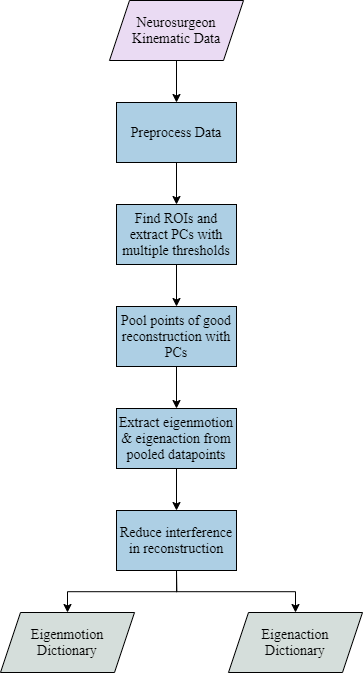 Neurosurgeon
Kinematic Data
Preprocess Data
Find ROIs and
extract PCs with
multiple thresholds
Pool points of good
reconstruction with
PCs
Extract eigenmotion
& eigenaction from
pooled datapoints
Reduce interference
in reconstruction
Eigenmotion
Dictionary
Eigenaction
Dictionary